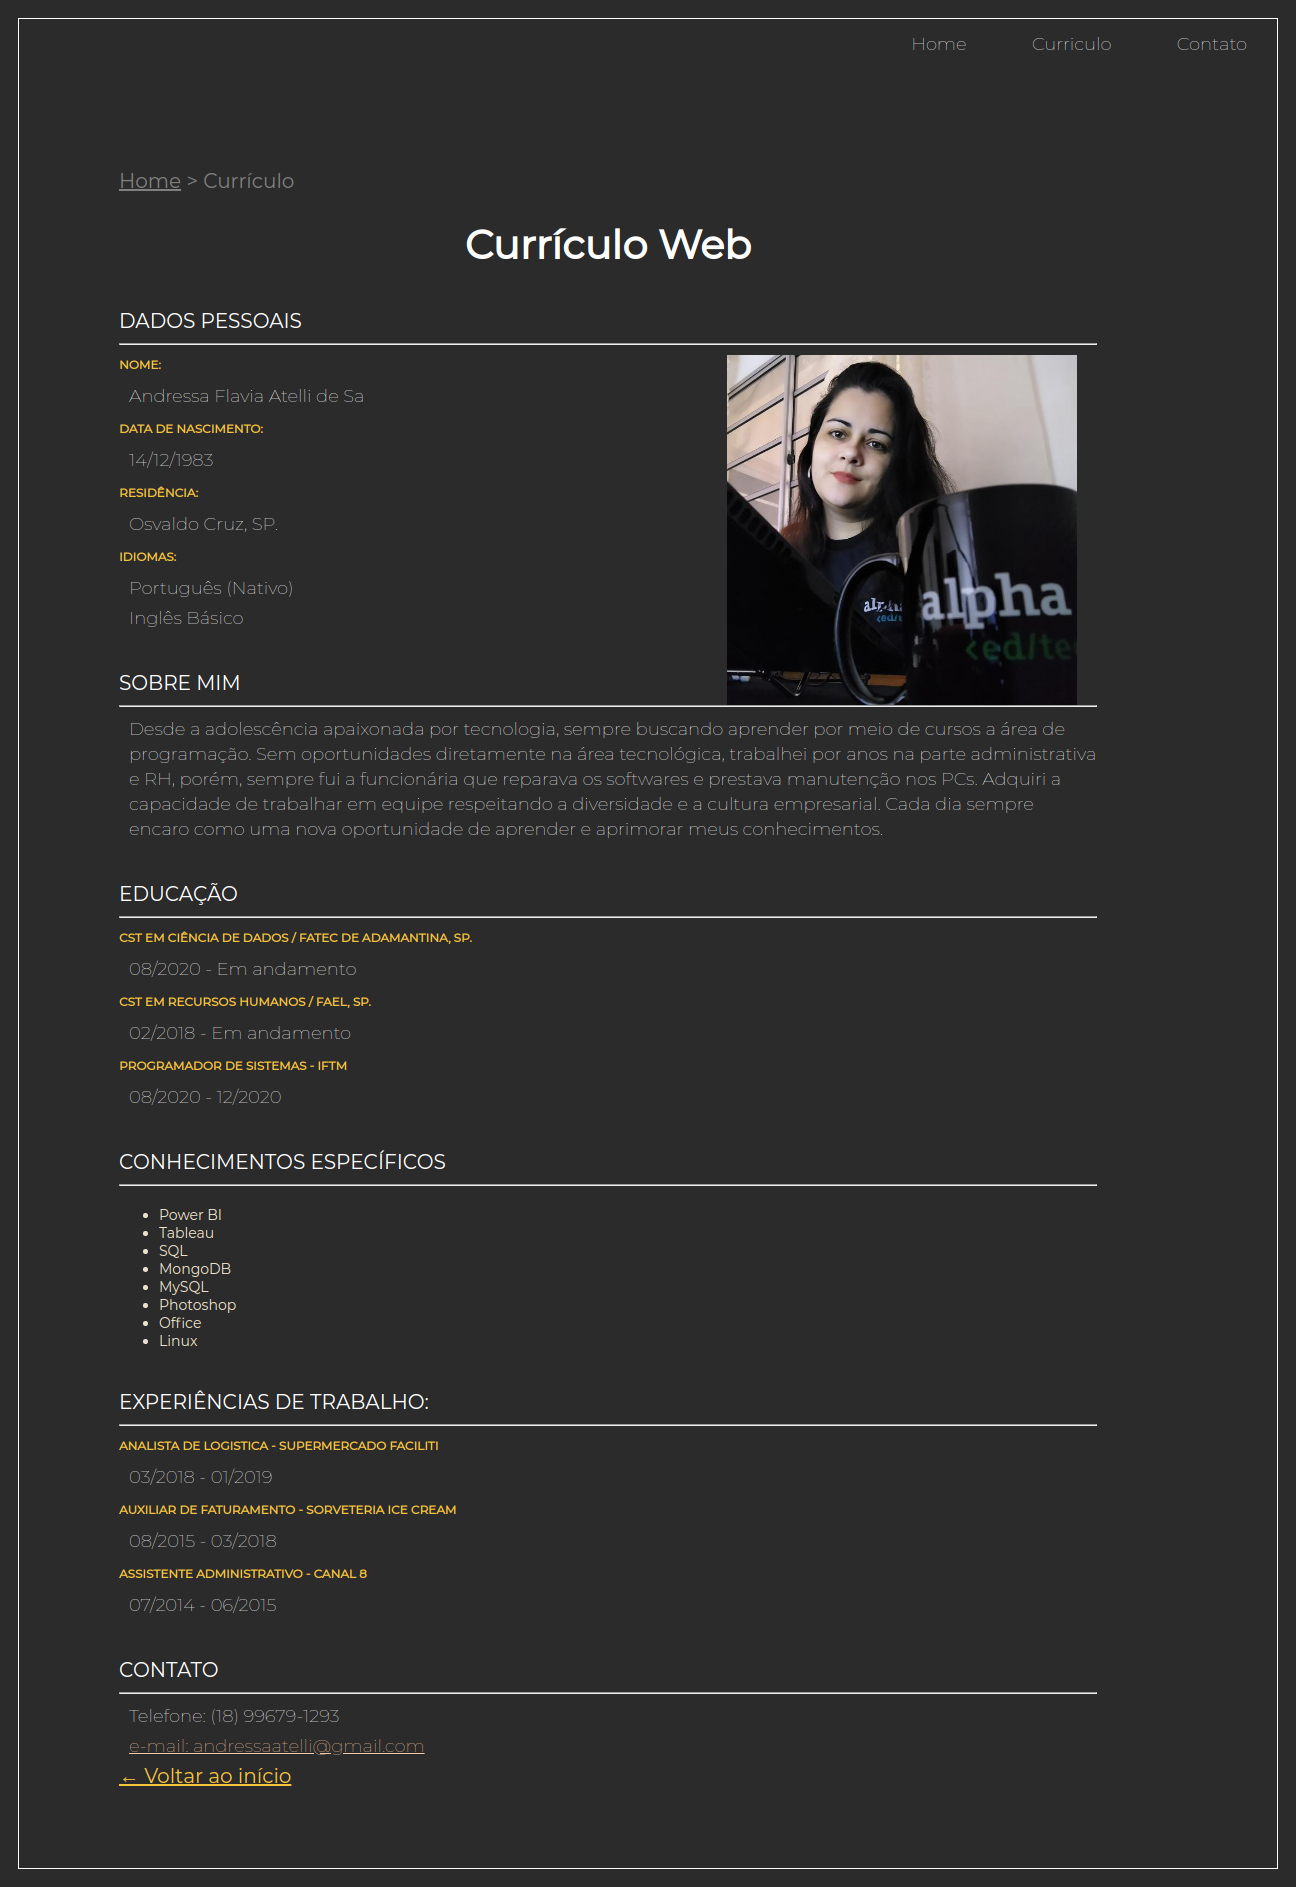 Home Curriculo Contato
Home > Currículo
Currículo Web
DADOS PESSOAIS
NOME:
Andressa Flavia Atelli de Sa
DATA DE NASCIMENTO:
14/12/1983
RESIDÊNCIA:
Osvaldo Cruz, SP.
IDIOMAS:
Português (Nativo)
Inglês Básico
alpha
<ed/te
SOBRE MIM
Desde a adolescência apaixonada por tecnologia, sempre buscando aprender por meio de cursos a área de
programação. Sem oportunidades diretamente na área tecnológica, trabalhei por anos na parte administrativa
e RH, porém, sempre fui a funcionária que reparava os softwares e prestava manutenção nos PCs. Adquiri a
capacidade de trabalhar em equipe respeitando a diversidade e a cultura empresarial. Cada dia sempre
encaro como uma nova oportunidade de aprender e aprimorar meus conhecimentos.
EDUCAÇÃO
CST EM CIÊNCIA DE DADOS / FATEC DE ADAMANTINA, SP.
08/2020 - Em andamento
CST EM RECURSOS HUMANOS / FAEL, SP.
02/2018 - Em andamento
PROGRAMADOR DE SISTEMAS - IFTM
08/2020 - 12/2020
CONHECIMENTOS ESPECÍFICOS
• Power BI
• Tableau
• SQL
• MongoDB
• MySQL
• Photoshop
• Office
• Linux
EXPERIÊNCIAS DE TRABALHO:
ANALISTA DE LOGISTICA - SUPERMERCADO FACILITI
03/2018 - 01/2019
AUXILIAR DE FATURAMENTO - SORVETERIA ICE CREAM
08/2015 - 03/2018
ASSISTENTE ADMINISTRATIVO - CANAL 8
07/2014 - 06/2015
CONTATO
Telefone: (18) 99679-1293
e-mail: andressaatelli@gmail.com
← Voltar ao início